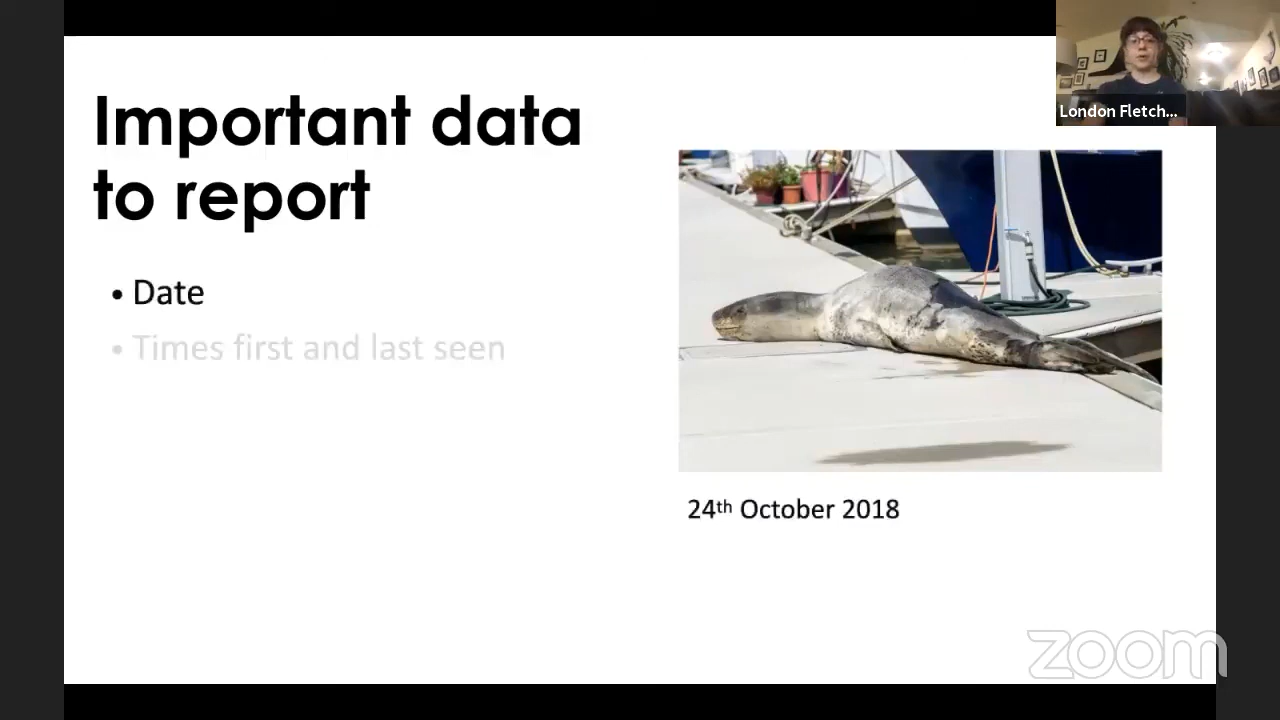 London Fletch...
Important data
to report
• Date
• Times first and last seen
24th October 2018
zoom